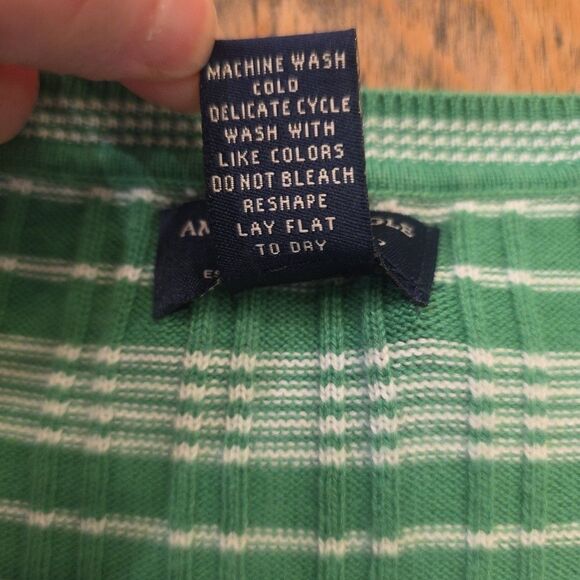 MACHINE WASH
COLD
DELICATE CYCLE
WASH WITH
LIKE COLORS
DO NOT BLEACH
RESHAPE
LAY FLAT
TO DRY